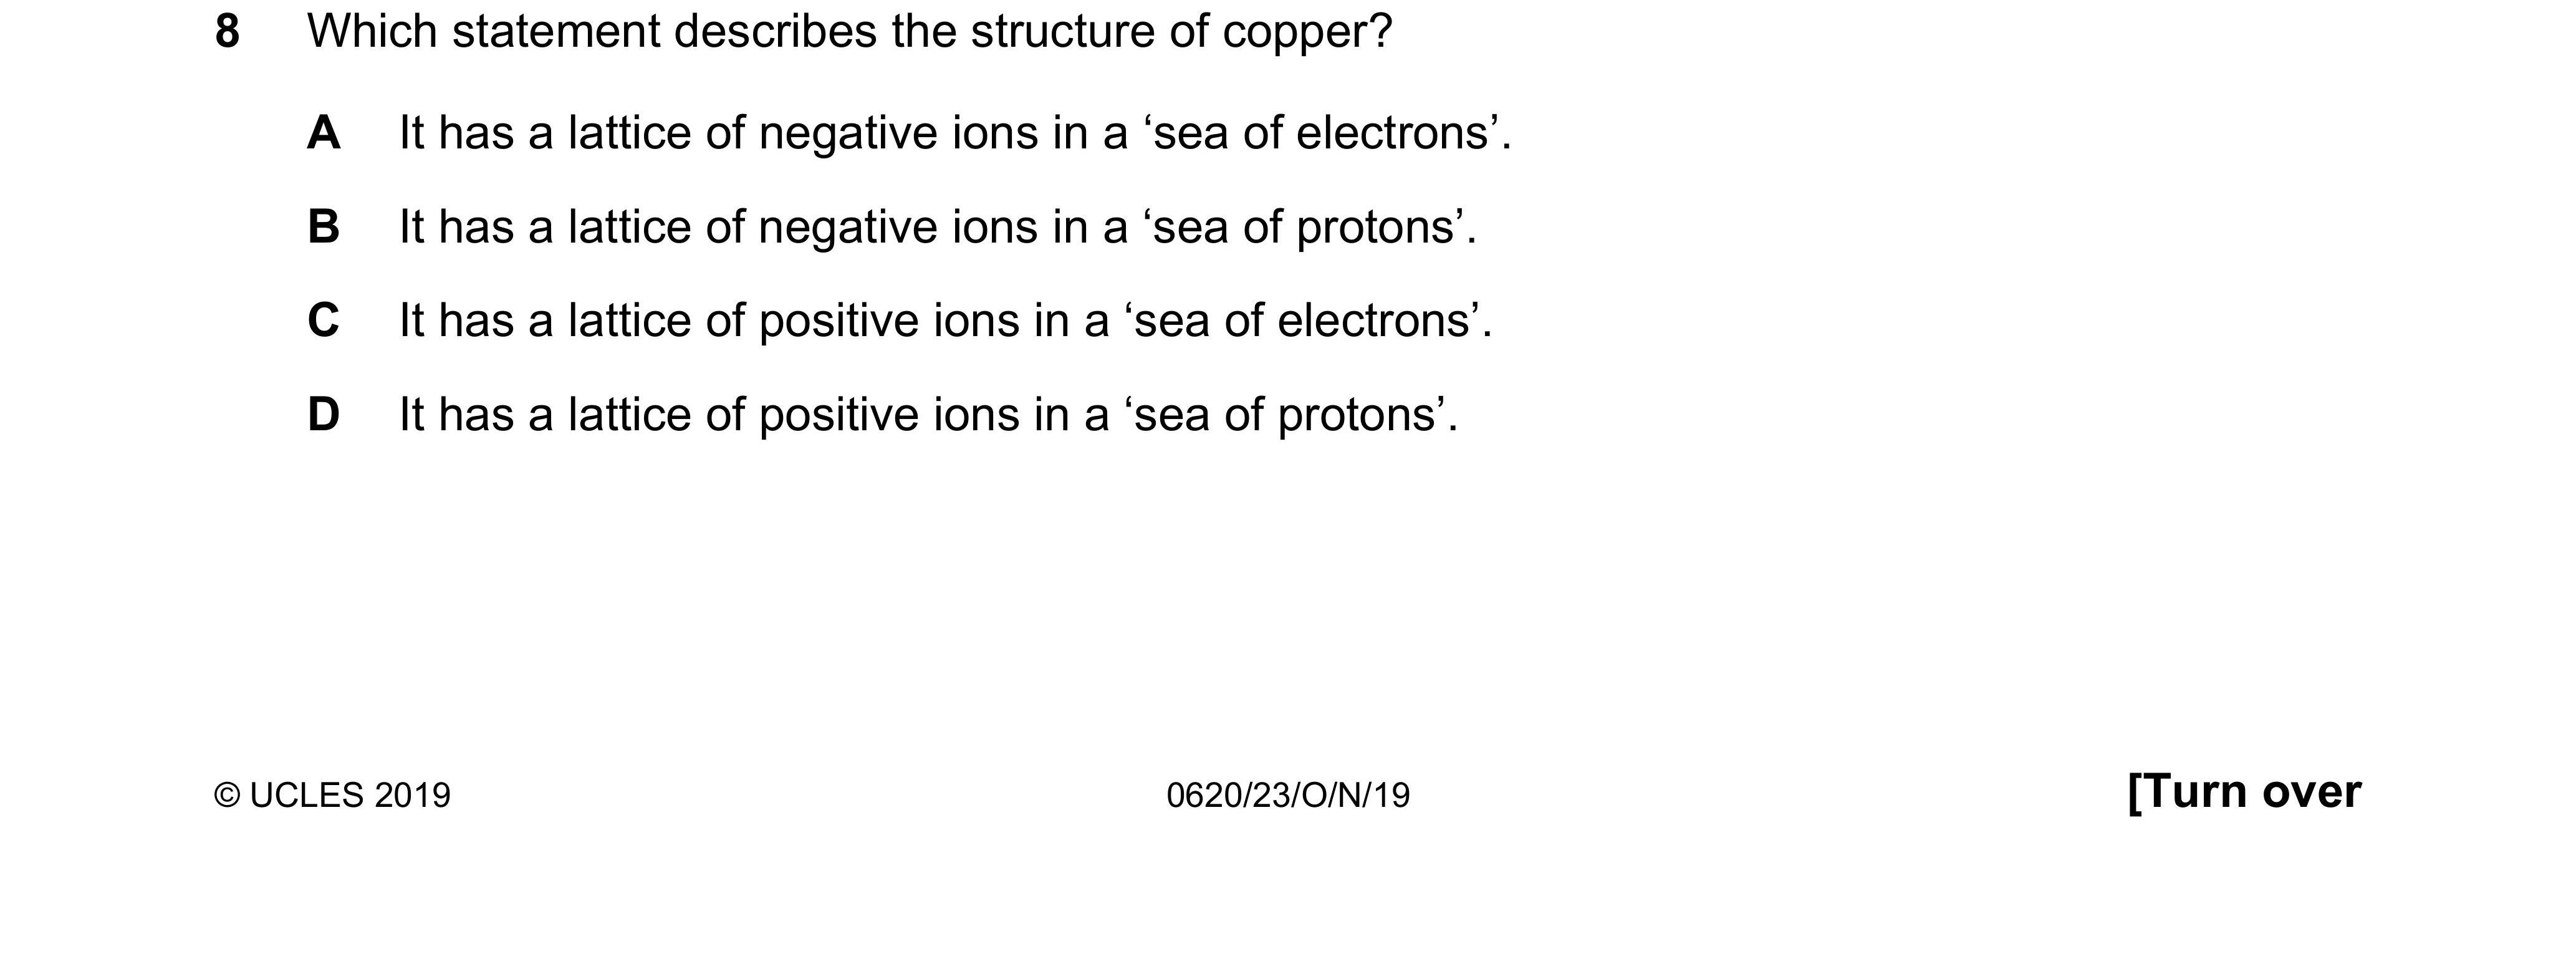 8 Which statement describes the structure of copper?
A It has a lattice of negative ions in a ‘sea of electrons’.
B It has a lattice of negative ions in a ‘sea of protons’.
C It has a lattice of positive ions in a ‘sea of electrons’.
D It has a lattice of positive ions in a ‘sea of protons’.
© UCLES 2019 0620/23/O/N/19 [Turn over